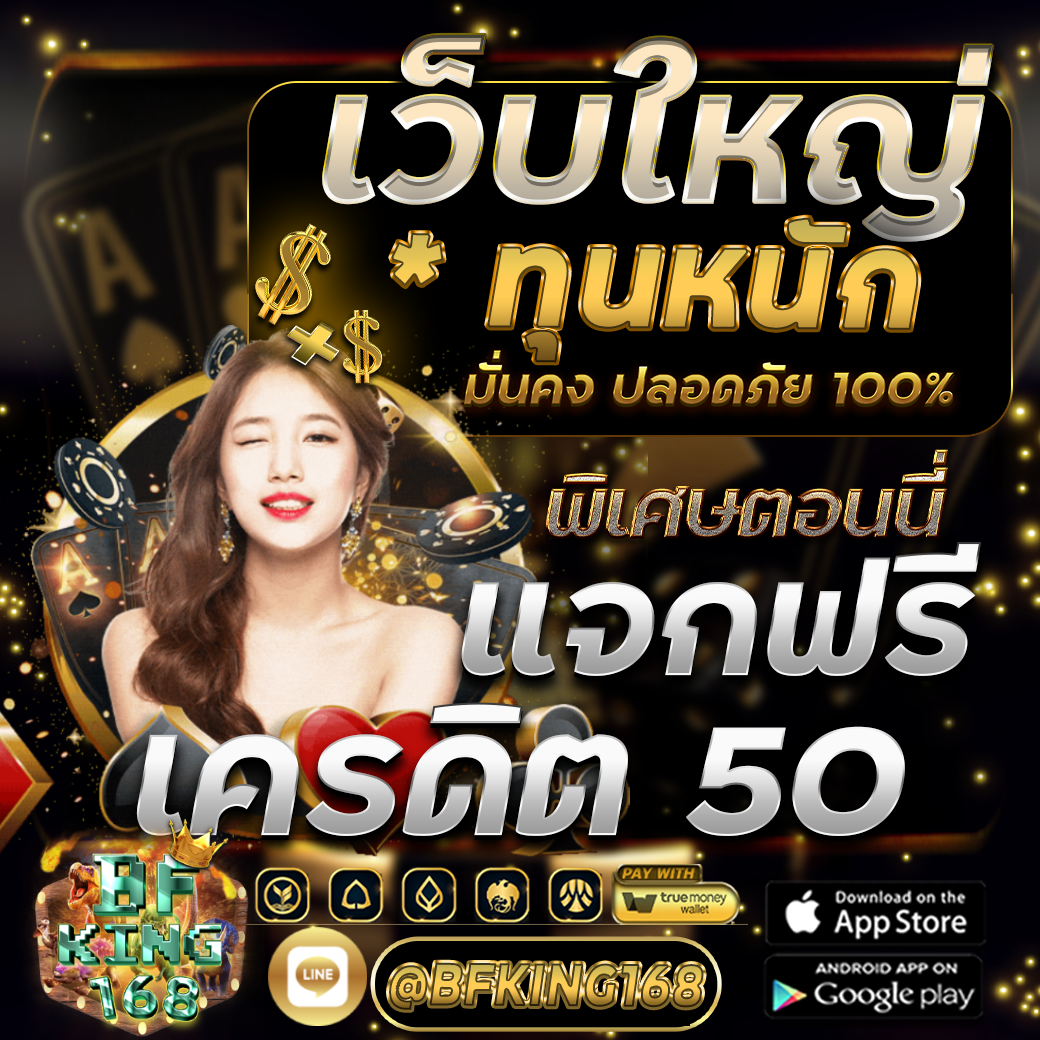 เว็บใหญ่
* ทุนหนัก
มั่นคง ปลอดภัย 100%
พิเศษตอนนี้
แจกฟรี
เครดิต 50
BF
KING
168
PAY WITH
truemoney
wallet
LINE
@BFKING168
Download on the
App Store
ANDROID APP ON
Google play